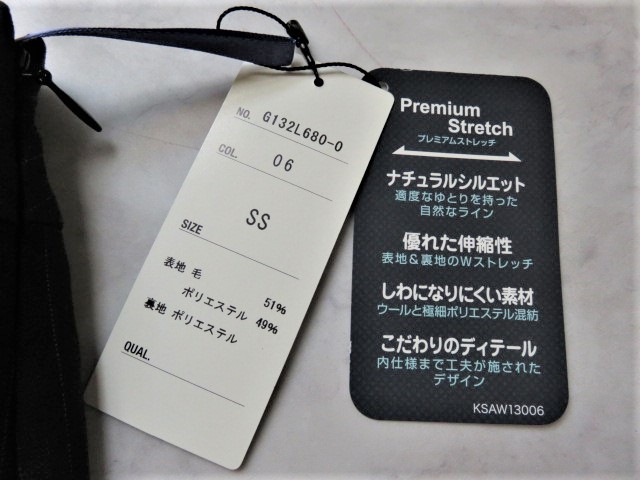 NO. G132L680-0
COL. 06
SIZE SS
表地 毛 51%
ポリエステル 49%
裏地 ポリエステル
QUAL.
Premium
Stretch
プレミアムストレッチ
ナチュラルシルエット
適度なゆとりを持った
自然なライン
優れた伸縮性
表地&裏地のWストレッチ
しわになりにくい素材
ウールと極細ポリエステル混紡
こだわりのディテール
内仕様まで工夫が施された
デザイン
KSAW13006